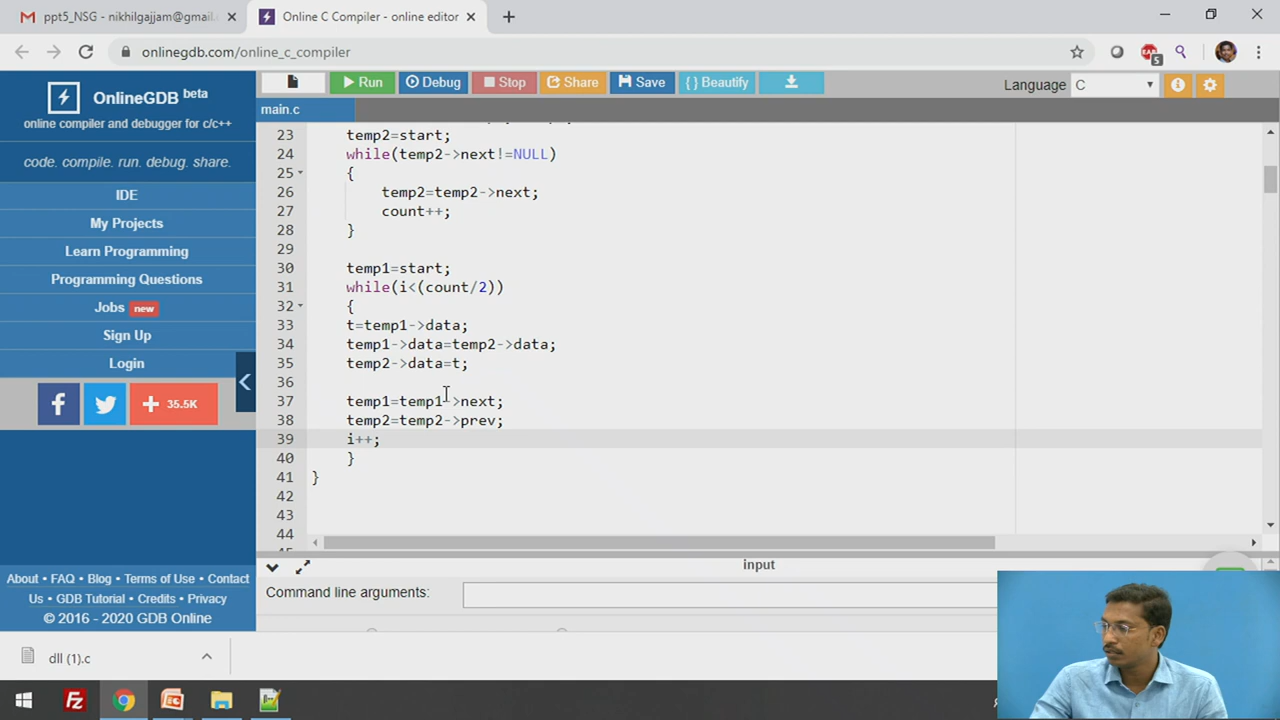 ppt5_NSG - nikhilgajjam@gmail.
Online C Compiler - online editor
onlinegdb.com/online_c_compiler
5
OnlineGDB beta
online compiler and debugger for c/c++
code. compile. run. debug. share.
IDE
My Projects
Learn Programming
Programming Questions
Jobs new
Sign Up
Login
35.5K
About • FAQ • Blog • Terms of Use • Contact
Us • GDB Tutorial • Credits • Privacy
© 2016 - 2020 GDB Online
Run Debug Stop Share Save { } Beautify
Language C
main.c
23 temp2=start;
24 while(temp2->next!=NULL)
25 {
26 temp2=temp2->next;
27 count++;
28 }
29
30 temp1=start;
31 while(i<(count/2))
32 {
33 t=temp1->data;
34 temp1->data=temp2->data;
35 temp2->data=t;
36
37 temp1=temp1->next;
38 temp2=temp2->prev;
39 i++;
40 }
41 }
42
43
44
input
Command line arguments:
dll (1).c